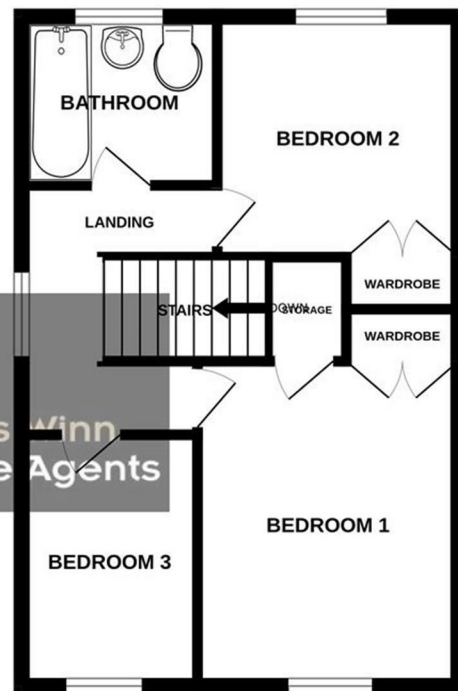 BATHROOM
BEDROOM 2
LANDING
WARDROBE
STAIRS
DOWN
STORAGE
WARDROBE
s Winn
e Agents
BEDROOM 1
BEDROOM 3